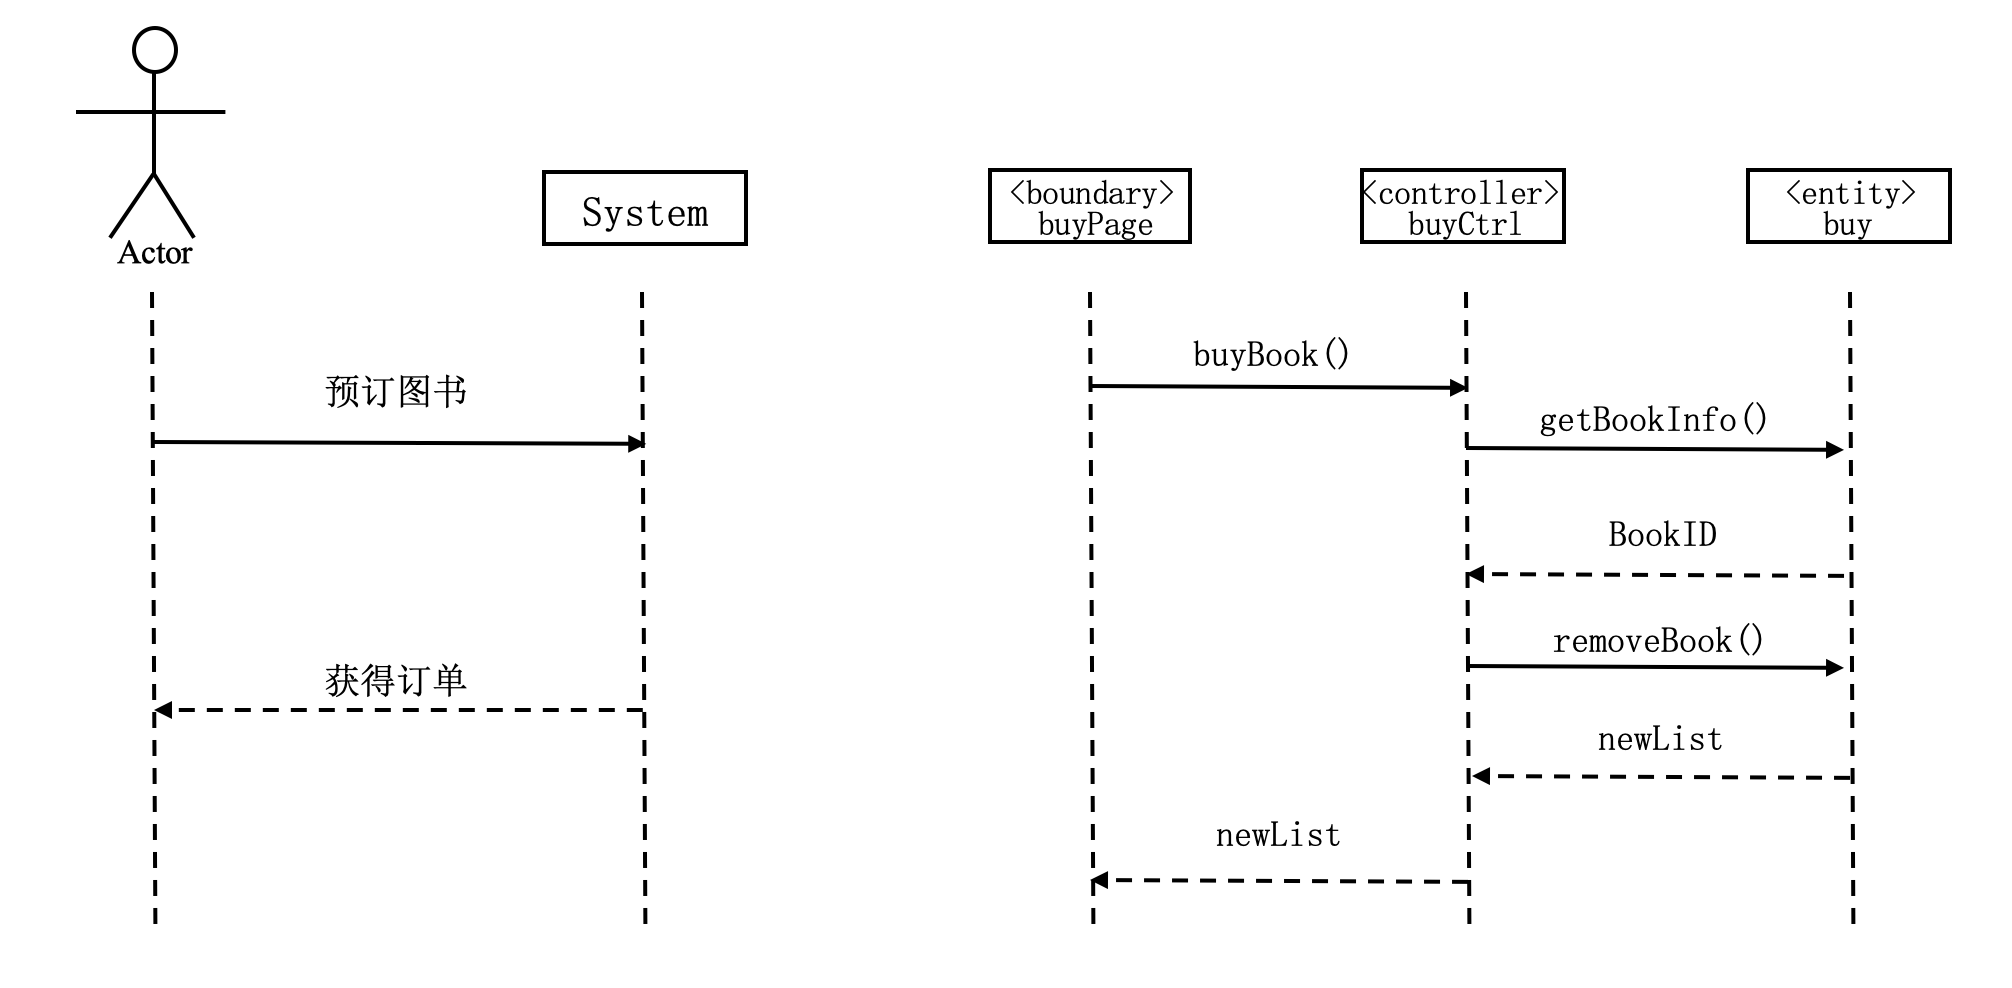 Actor
System
<boundary>
buyPage
<controller>
buyCtrl
<entity>
buy
预订图书
获得订单
buyBook()
getBookInfo()
BookID
removeBook()
newList
newList